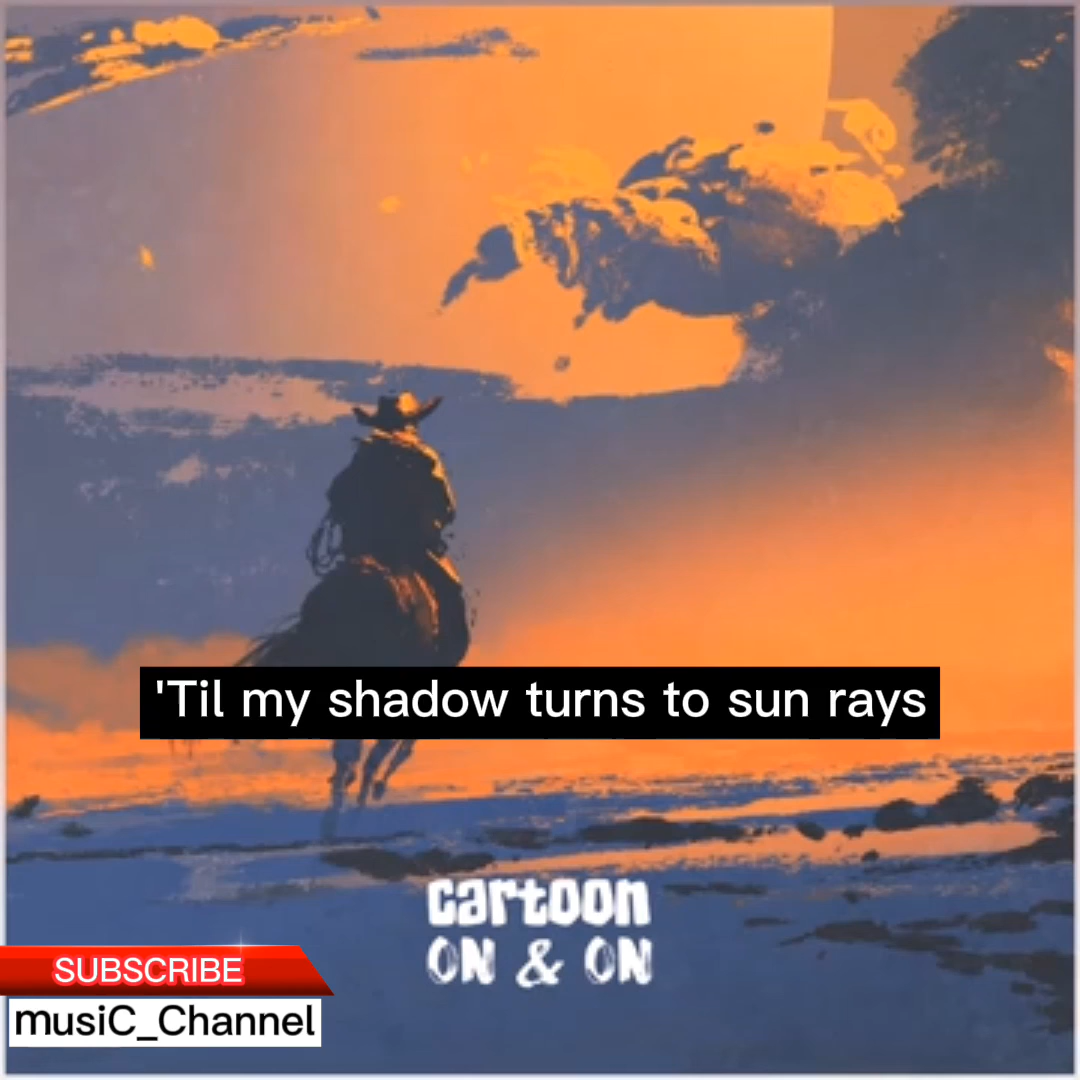 'Til my shadow turns to sun rays
cartoon
ON & ON
SUBSCRIBE
musiC_Channel